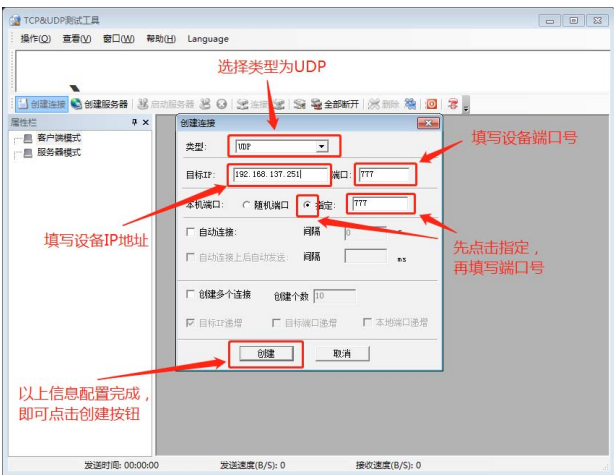 TCP&UDP测试工具
操作(O) 查看(V) 窗口(W) 帮助(H) Language
选择类型为UDP
创建连接 创建服务器 启动服务器 连接 全部断开 删除
属性栏
客户端模式
服务器模式
创建连接
类型: UDP
填写设备端口号
目标IP: 192.168.137.251 端口: 777
本机端口: 随机端口 指定: 777
填写设备IP地址
自动连接: 间隔 0 s
先点击指定，
再填写端口号
自动连接上后自动发送: 间隔 ms
创建多个连接 创建个数 10
目标IP递增 目标端口递增 本地端口递增
创建 取消
以上信息配置完成，
即可点击创建按钮
发送时间: 00:00:00 发送速度(B/S): 0 接收速度(B/S): 0